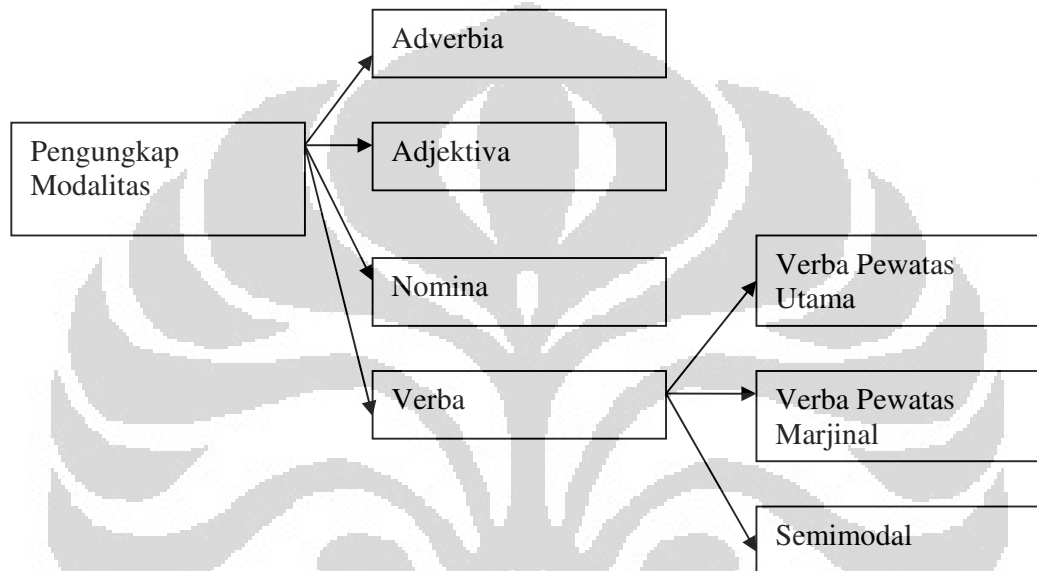 Adverbia
Pengungkap
Modalitas
Adjektiva
Nomina
Verba
Verba Pewatas
Utama
Verba Pewatas
Marjinal
Semimodal